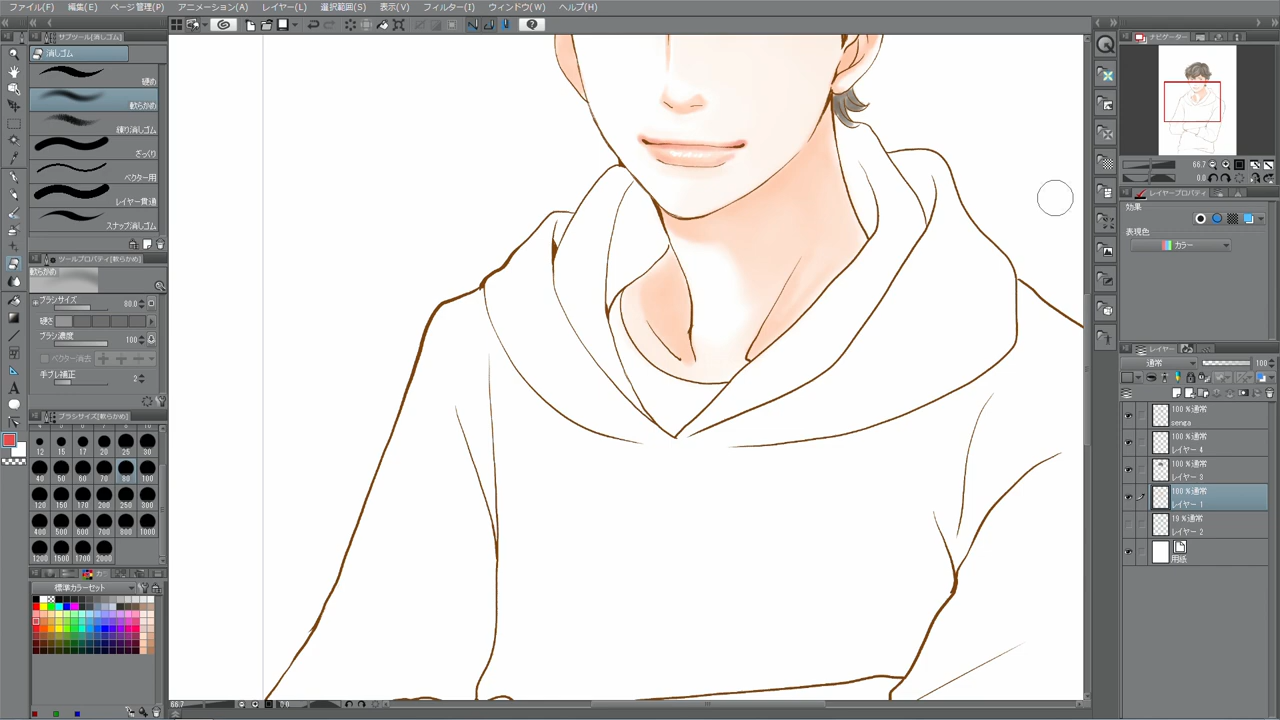 ファイル(F) 編集(E) ページ管理(P) アニメーション(A) レイヤー(L) 選択範囲(S) 表示(V) フィルター(I) ウィンドウ(W) ヘルプ(H)
サブツール[消しゴム]
消しゴム
硬め
軟らかめ
練り消しゴム
ざっくり
ベクター用
レイヤー貫通
スナップ消しゴム
ツールプロパティ[軟らかめ]
軟らかめ
ブラシサイズ 80.0
硬さ
ブラシ濃度 100
ベクター消去
手ブレ補正 2
ブラシサイズ[軟らかめ]
12 15 17 20 25 30
40 50 60 70 80 100
120 150 170 200 250 300
400 500 600 700 800 1000
1200 1500 1700 2000
標準カラーセット
66.7 0.0
ナビゲーター
66.7
0.0
レイヤープロパティ
効果
表現色
カラー
レイヤー
通常 100
100 %通常
senga
100 %通常
レイヤー 4
100 %通常
レイヤー 3
100 %通常
レイヤー 1
19 %通常
レイヤー 2
用紙